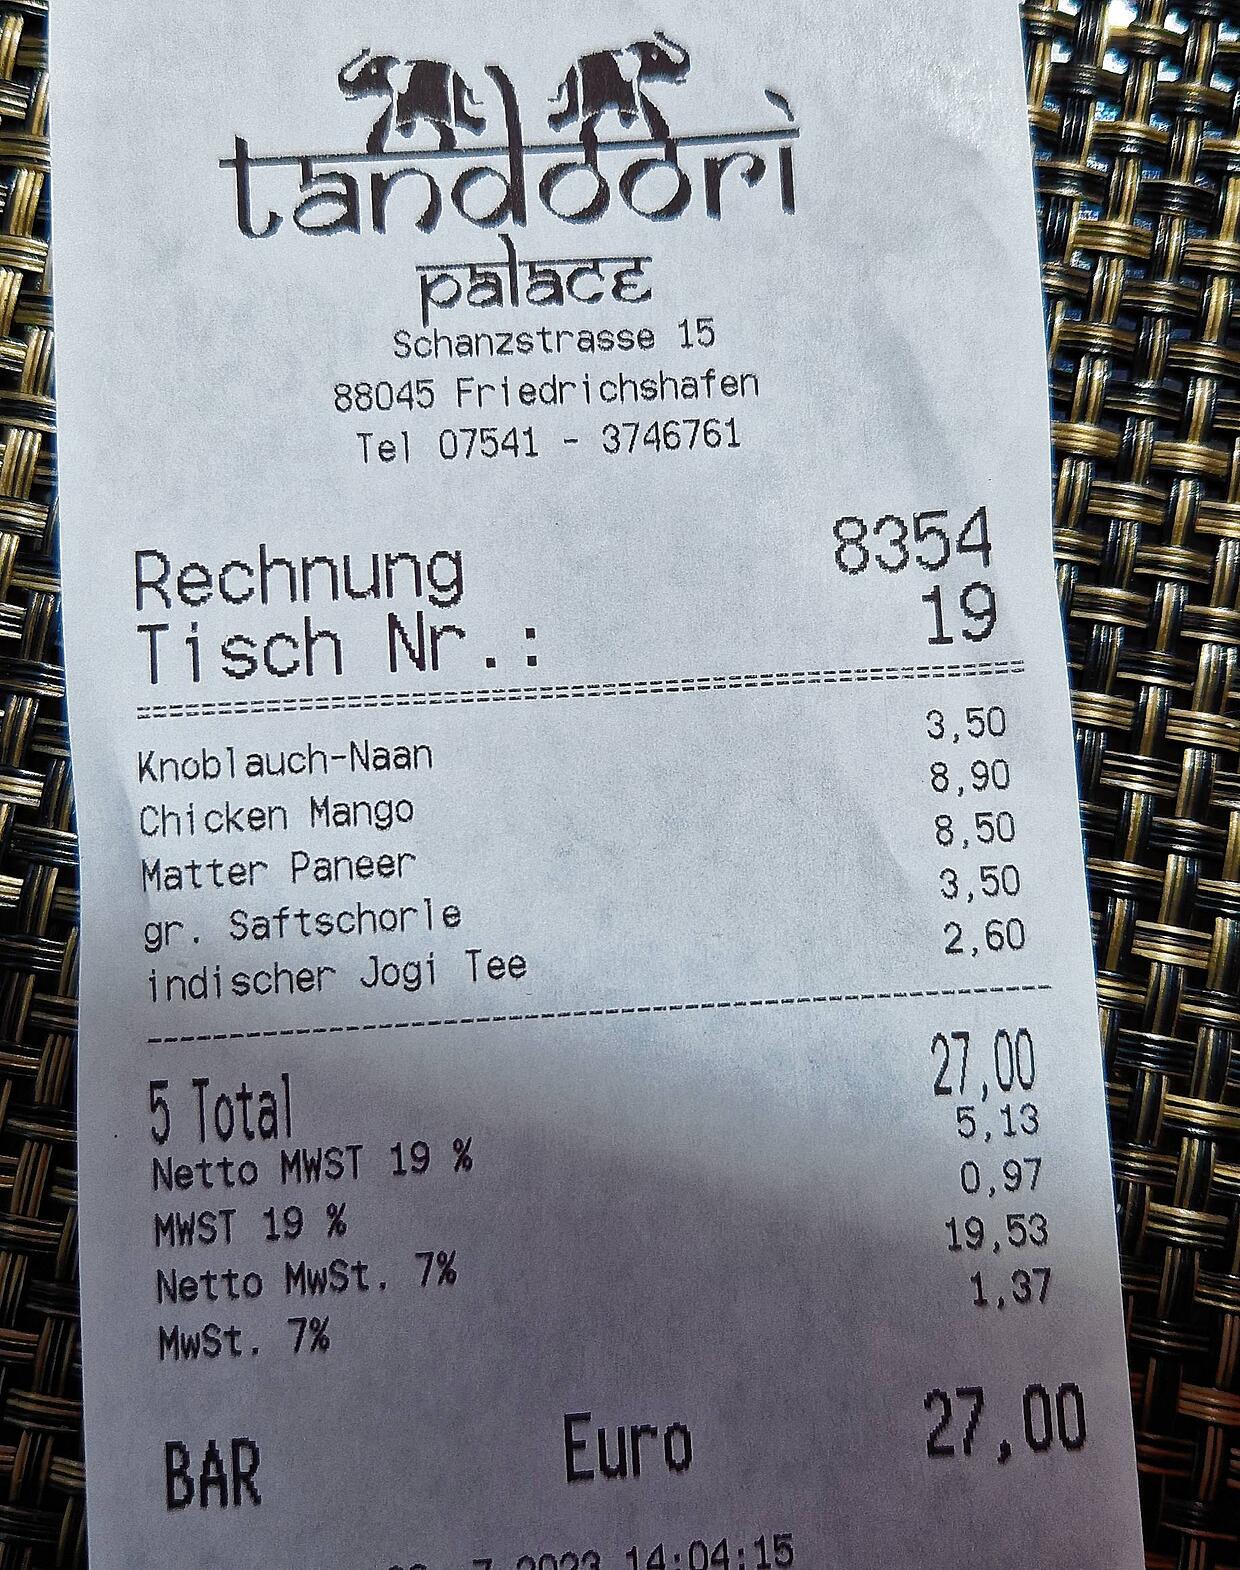 tandoori
palace
Schanzstrasse 15
88045 Friedrichshafen
Tel 07541 - 3746761
Rechnung 8354
Tisch Nr.: 19
Knoblauch-Naan 3,50
Chicken Mango 8,90
Matter Paneer 8,50
gr. Saftschorle 3,50
indischer Jogi Tee 2,60
5 Total 27,00
Netto MWST 19 % 5,13
MWST 19 % 0,97
Netto MwSt. 7% 19,53
MwSt. 7% 1,37
BAR Euro 27,00
7 2023 14:04:15